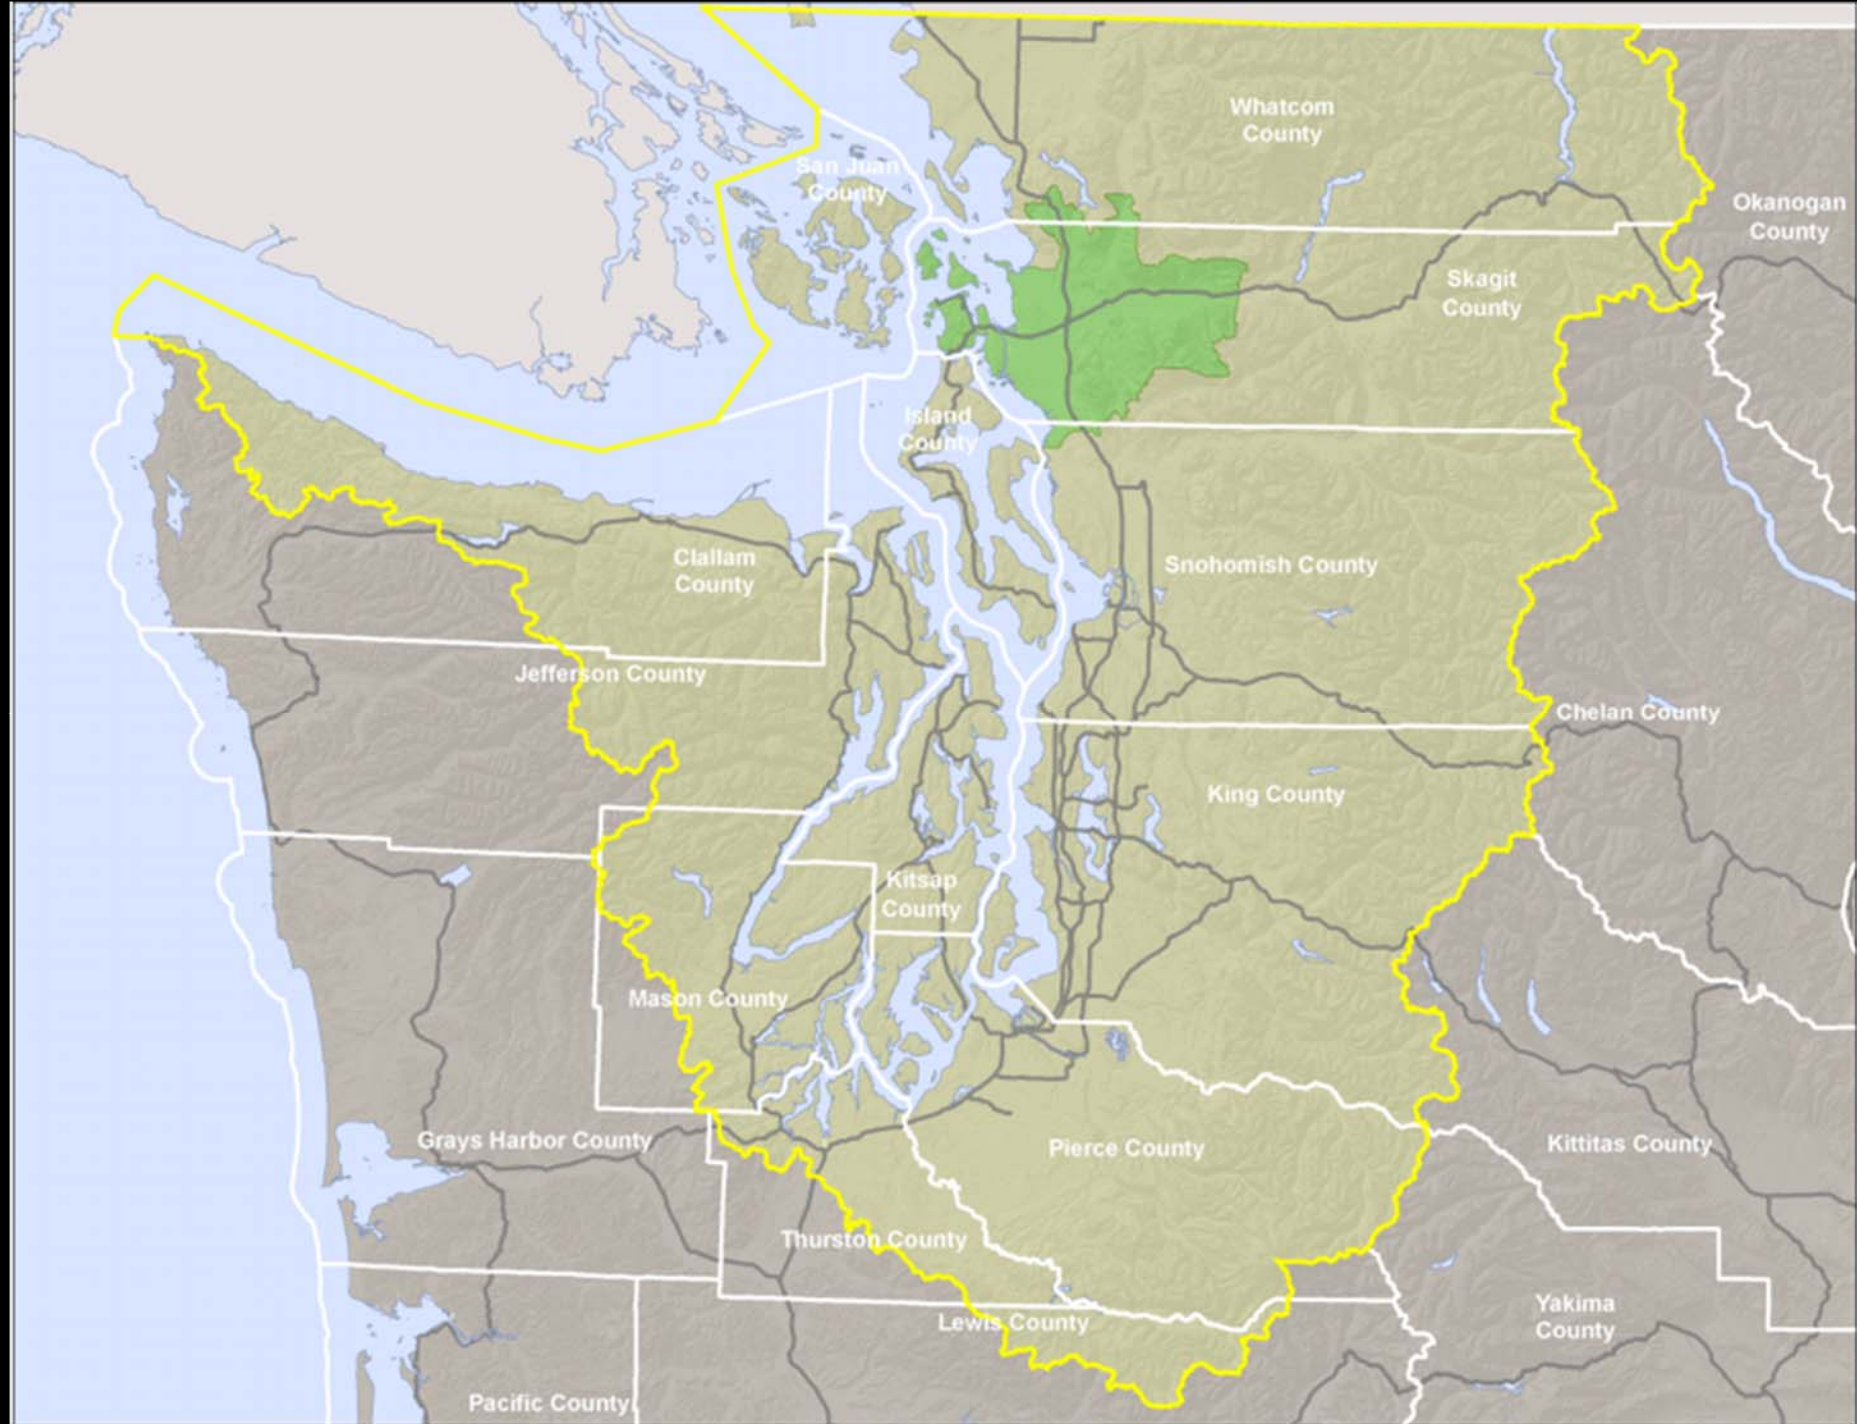 Whatcom
County
San Juan
County
Okanogan
County
Skagit
County
Island
County
Clallam
County
Snohomish County
Jefferson County
Chelan County
King County
Kitsap
County
Mason County
Grays Harbor County
Pierce County
Kittitas County
Thurston County
Yakima
County
Lewis County
Pacific County